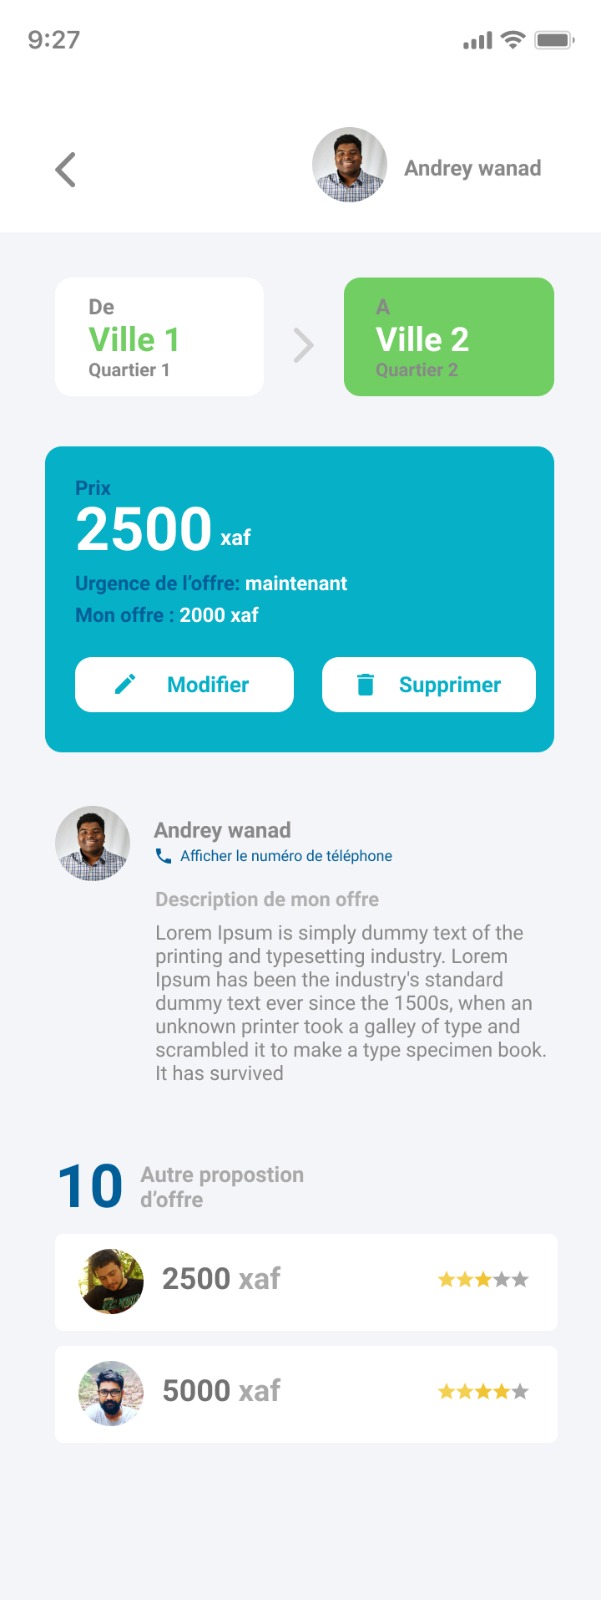 9:27
Andrey wanad
De
Ville 1
Quartier 1
A
Ville 2
Quartier 2
Prix
2500 xaf
Urgence de l'offre: maintenant
Mon offre : 2000 xaf
Modifier
Supprimer
Andrey wanad
Afficher le numéro de téléphone
Description de mon offre
Lorem Ipsum is simply dummy text of the
printing and typesetting industry. Lorem
Ipsum has been the industry's standard
dummy text ever since the 1500s, when an
unknown printer took a galley of type and
scrambled it to make a type specimen book.
It has survived
10 Autre propostion
d'offre
2500 xaf
5000 xaf